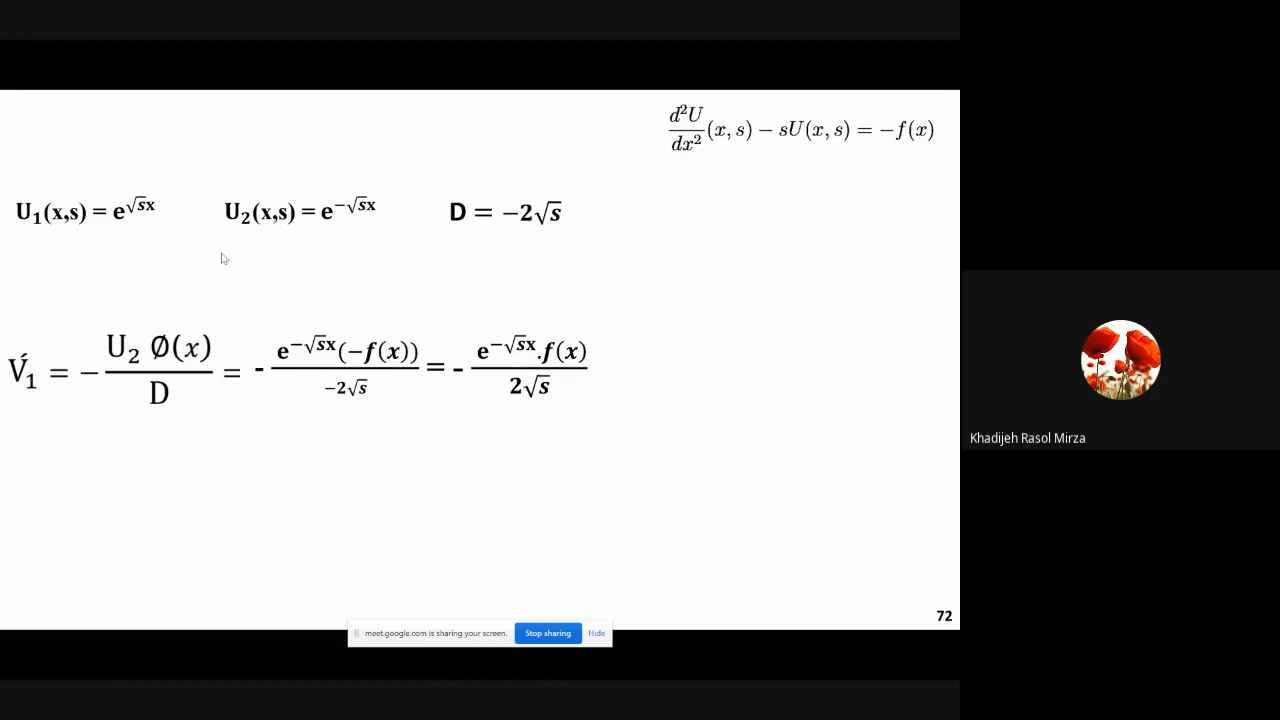 d²U/dx² (x, s) − sU(x, s) = −f(x)
U₁(x,s) = e^(√s x) U₂(x,s) = e^(−√s x) D = −2√s
V́₁ = − U₂ Ø(x)/D = - e^(−√s x)(−f(x))/−2√s = - e^(−√s x).f(x)/2√s
Khadijeh Rasol Mirza
72
meet.google.com is sharing your screen. Stop sharing Hide